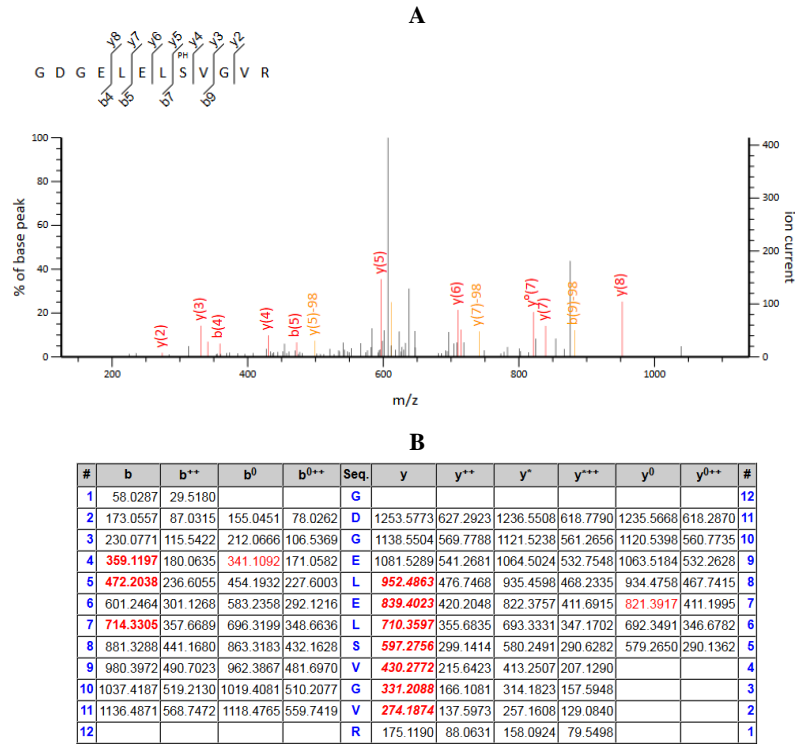 A
y8 y7 y6 y5 y4 y3 y2
PH
G D G E L E L S V G V R
b4 b5 b7 b9
% of base peak
100
80
60
40
20
0
400
300
200
100
0
ion current
y(2)
y(3)
b(4)
y(4)
b(5)
y(5)-98
y(5)
y(6)
y(7)-98
y⁰(7)
y(7)
b(9)-98
y(8)
200 400 600 800 1000
m/z
B
# b b++ b0 b0++ Seq. y y++ y* y*++ y0 y0++ #
1 58.0287 29.5180 G 12
2 173.0557 87.0315 155.0451 78.0262 D 1253.5773 627.2923 1236.5508 618.7790 1235.5668 618.2870 11
3 230.0771 115.5422 212.0666 106.5369 G 1138.5504 569.7788 1121.5238 561.2656 1120.5398 560.7735 10
4 359.1197 180.0635 341.1092 171.0582 E 1081.5289 541.2681 1064.5024 532.7548 1063.5184 532.2628 9
5 472.2038 236.6055 454.1932 227.6003 L 952.4863 476.7468 935.4598 468.2335 934.4758 467.7415 8
6 601.2464 301.1268 583.2358 292.1216 E 839.4023 420.2048 822.3757 411.6915 821.3917 411.1995 7
7 714.3305 357.6689 696.3199 348.6636 L 710.3597 355.6835 693.3331 347.1702 692.3491 346.6782 6
8 881.3288 441.1680 863.3183 432.1628 S 597.2756 299.1414 580.2491 290.6282 579.2650 290.1362 5
9 980.3972 490.7023 962.3867 481.6970 V 430.2772 215.6423 413.2507 207.1290 4
10 1037.4187 519.2130 1019.4081 510.2077 G 331.2088 166.1081 314.1823 157.5948 3
11 1136.4871 568.7472 1118.4765 559.7419 V 274.1874 137.5973 257.1608 129.0840 2
12 R 175.1190 88.0631 158.0924 79.5498 1